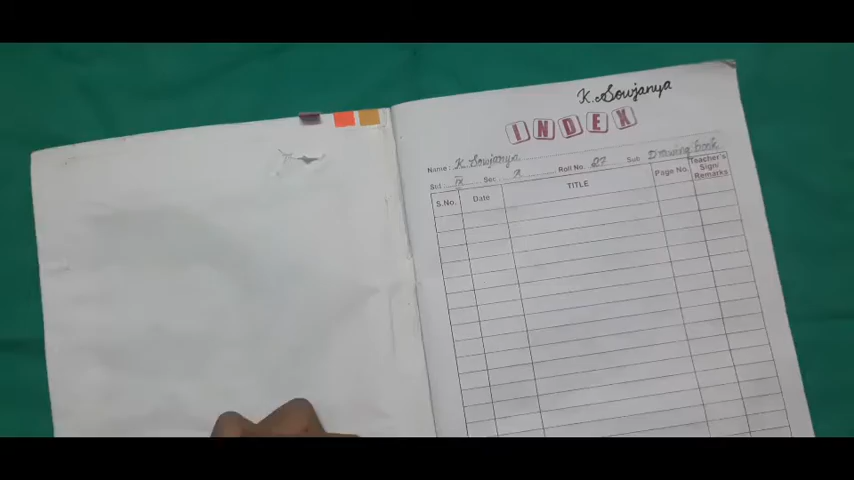 K. Sowjanya
INDEX
Name : K Sowjanya Sub Drawing book
Std : IX Sec : Roll No. 27
S.No. Date TITLE Page No. Teacher's Sign/ Remarks